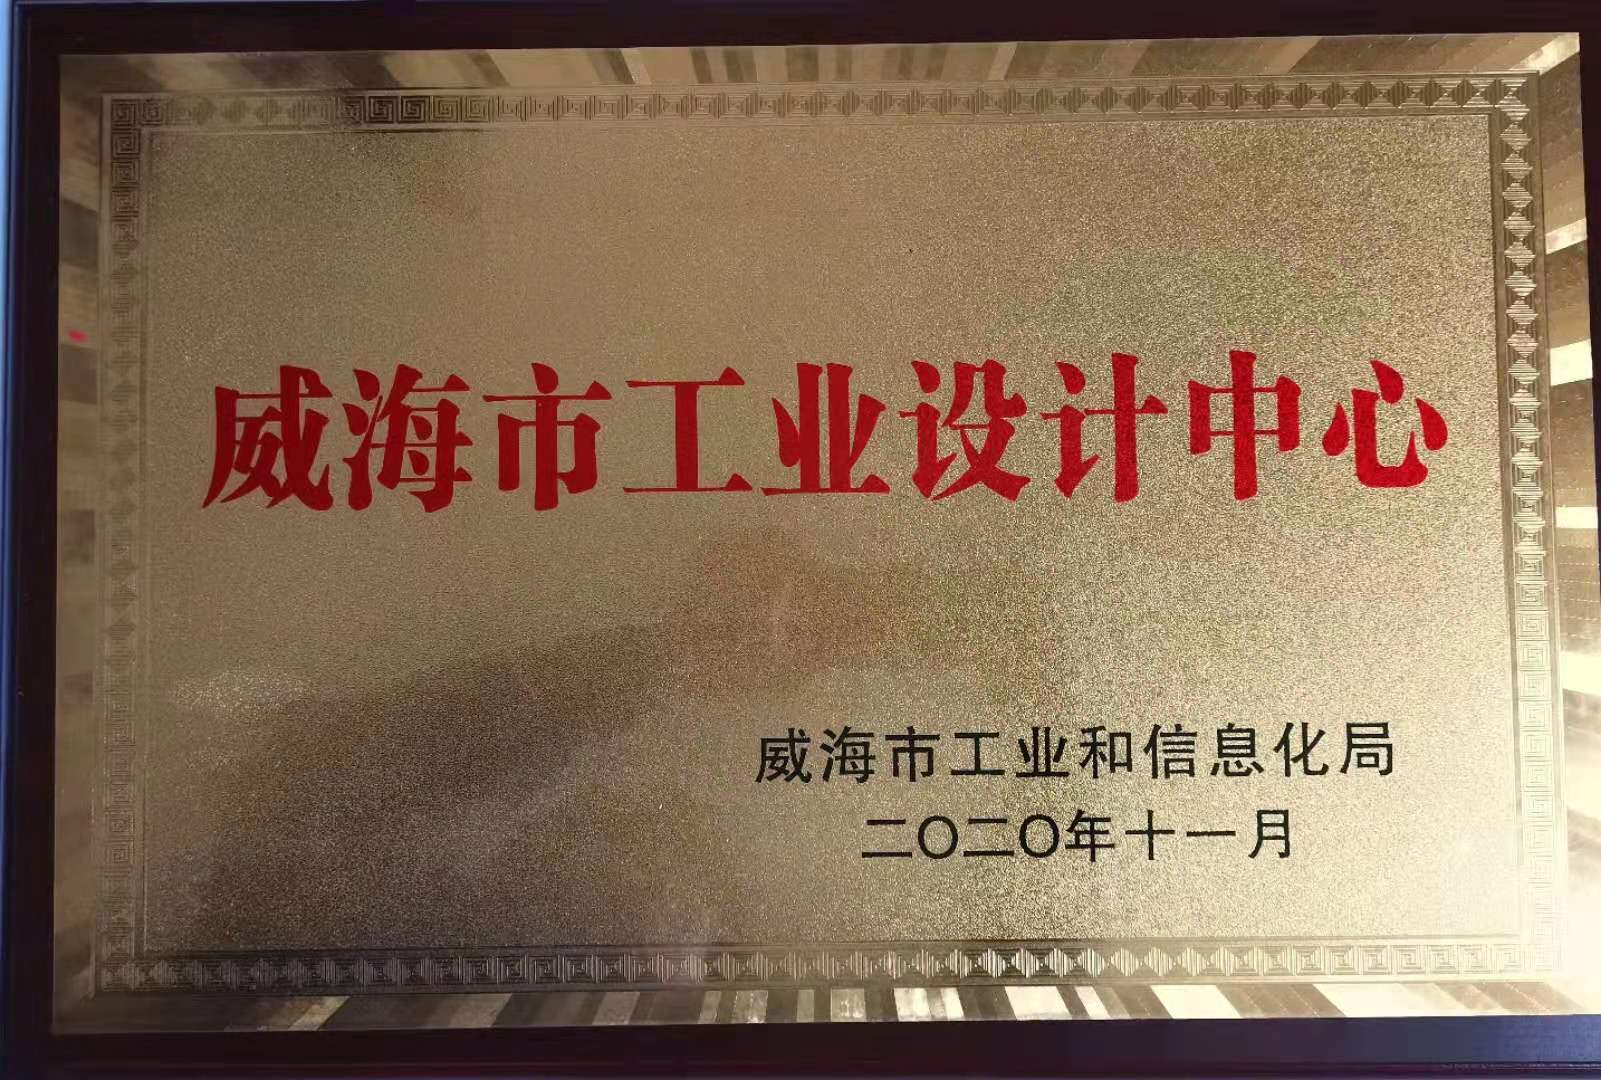 威海市工业设计中心
威海市工业和信息化局
二〇二〇年十一月